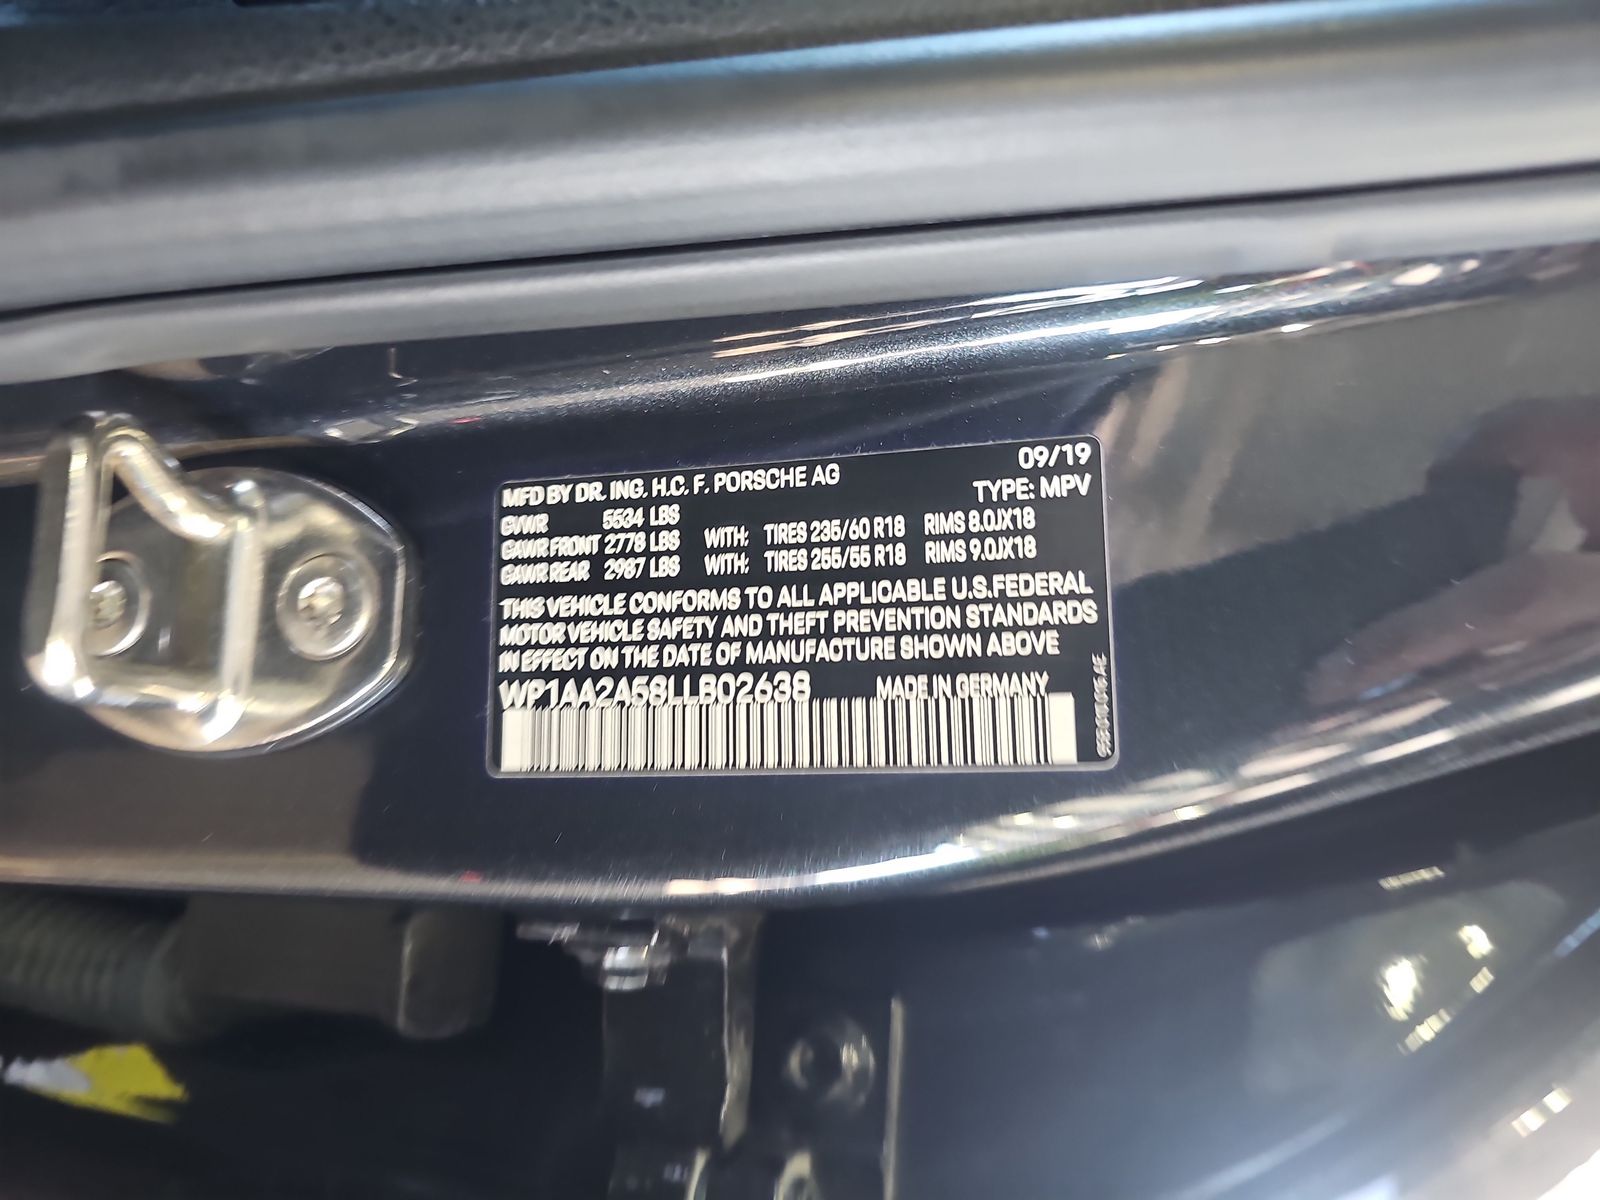 MFD BY DR. ING. H.C. F. PORSCHE AG 09/19
TYPE: MPV
GVWR 5534 LBS
GAWR FRONT 2778 LBS WITH: TIRES 235/60 R18 RIMS 8.0JX18
GAWR REAR 2987 LBS WITH: TIRES 255/55 R18 RIMS 9.0JX18
THIS VEHICLE CONFORMS TO ALL APPLICABLE U.S.FEDERAL
MOTOR VEHICLE SAFETY AND THEFT PREVENTION STANDARDS
IN EFFECT ON THE DATE OF MANUFACTURE SHOWN ABOVE
WP1AA2A58LLB02638 MADE IN GERMANY